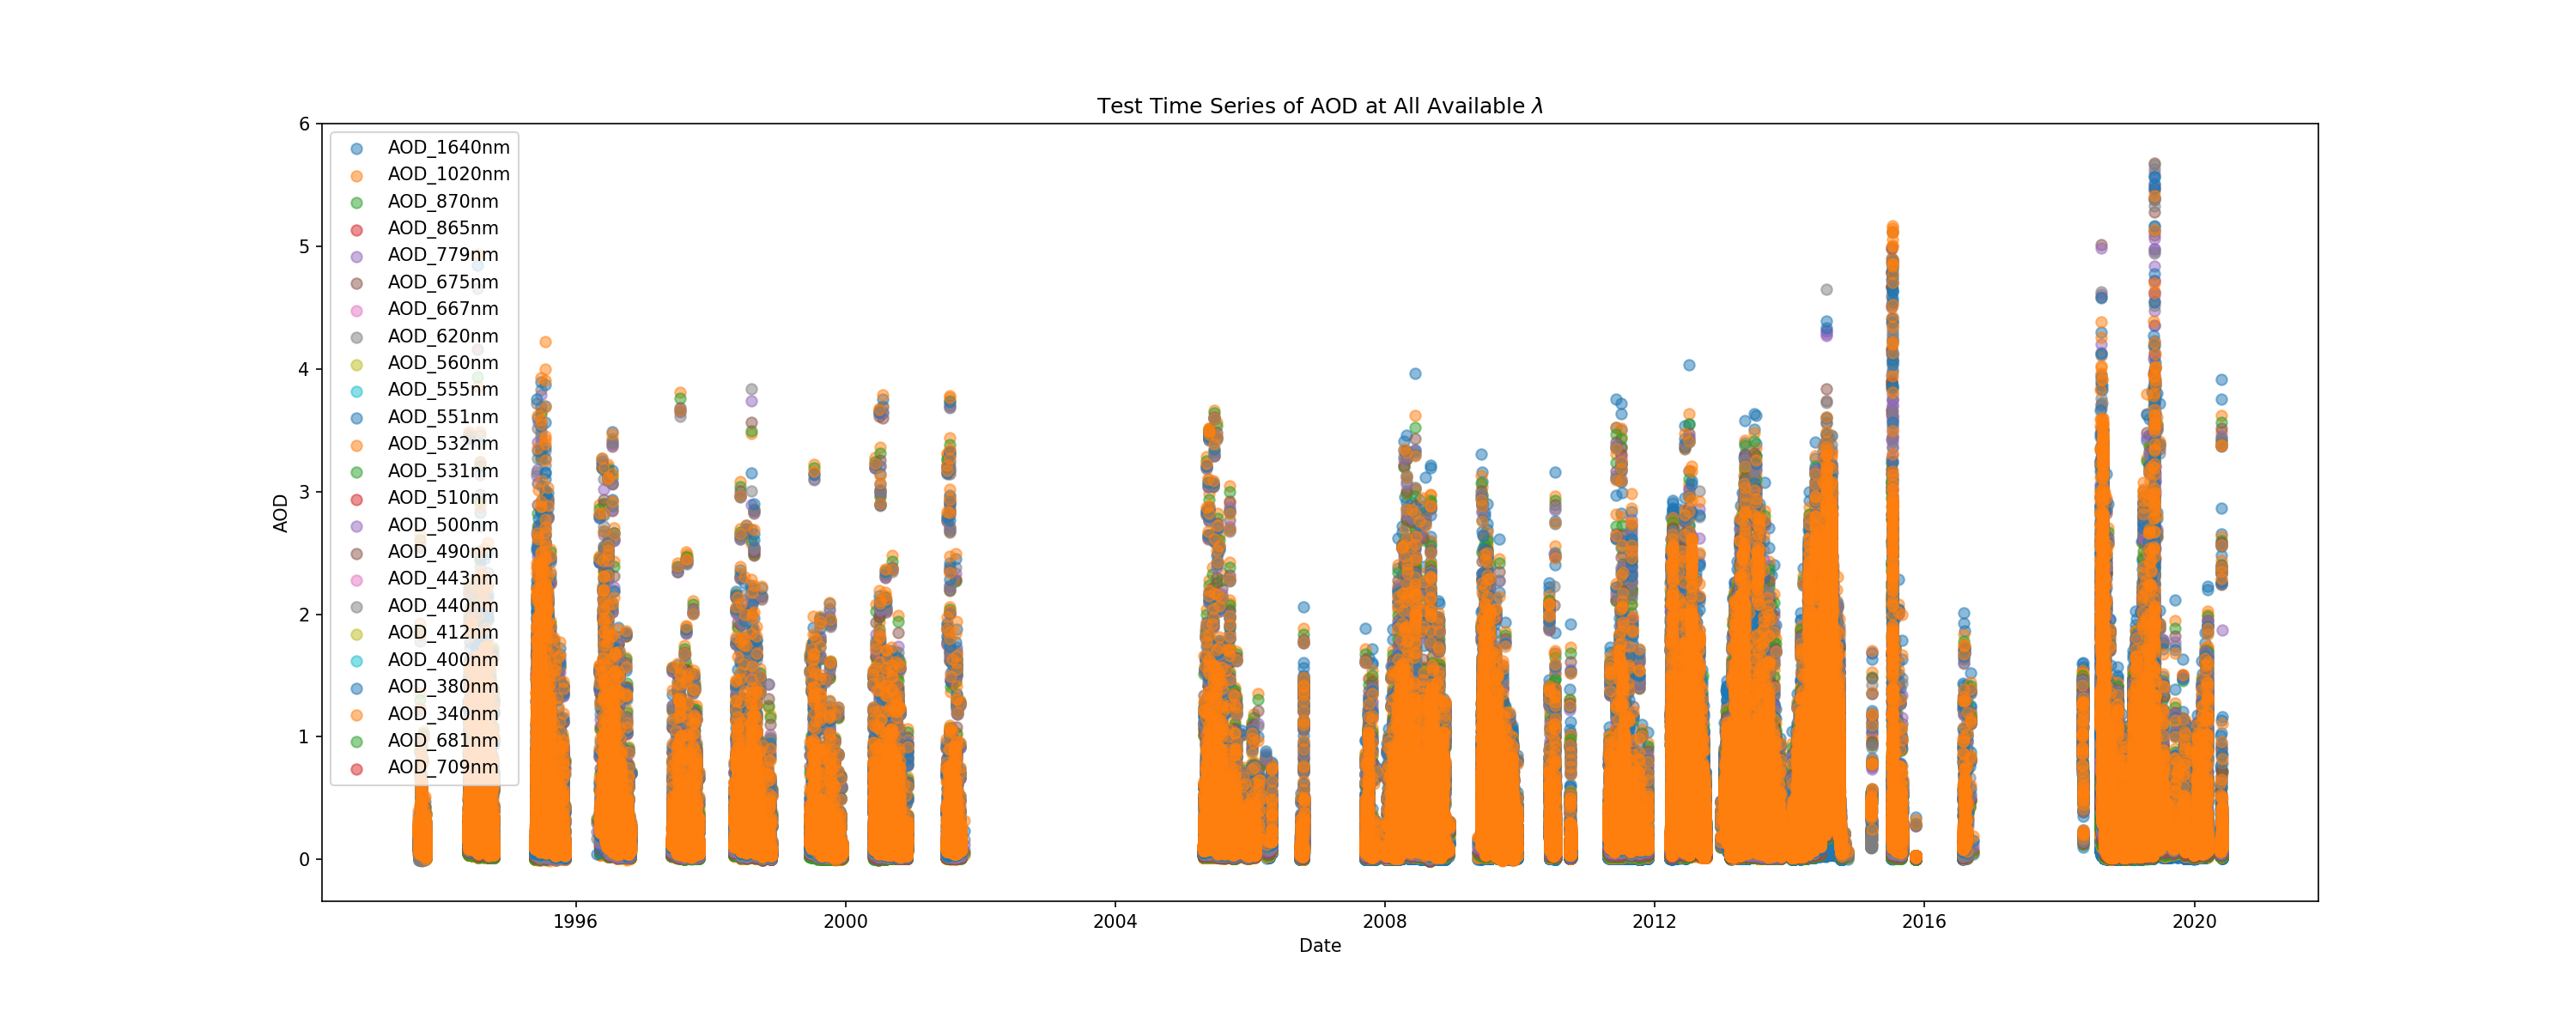 Test Time Series of AOD at All Available λ
6
5
4
3
2
1
0
AOD
AOD_1640nm
AOD_1020nm
AOD_870nm
AOD_865nm
AOD_779nm
AOD_675nm
AOD_667nm
AOD_620nm
AOD_560nm
AOD_555nm
AOD_551nm
AOD_532nm
AOD_531nm
AOD_510nm
AOD_500nm
AOD_490nm
AOD_443nm
AOD_440nm
AOD_412nm
AOD_400nm
AOD_380nm
AOD_340nm
AOD_681nm
AOD_709nm
1996 2000 2004 2008 2012 2016 2020
Date